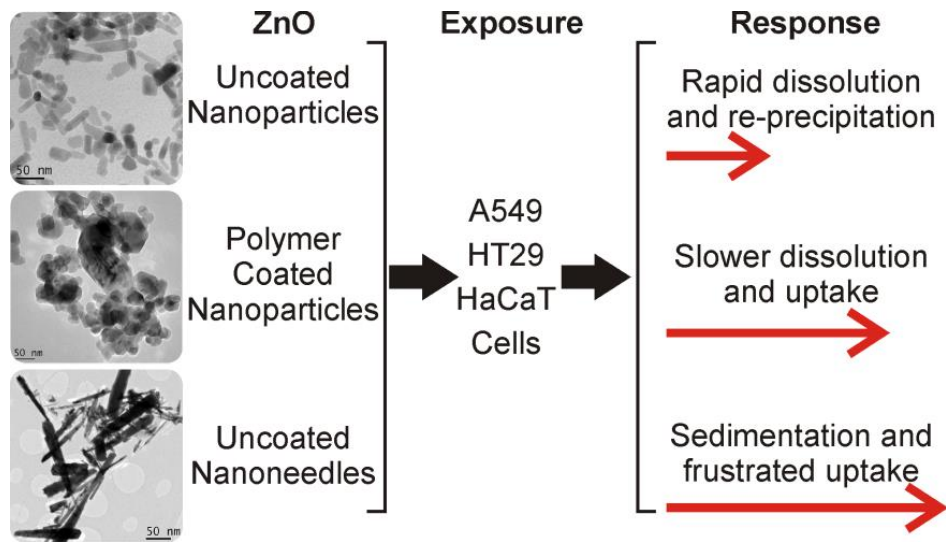 ZnO
Exposure
Response
50 nm
Uncoated
Nanoparticles
Rapid dissolution
and re-precipitation
50 nm
Polymer
Coated
Nanoparticles
A549
HT29
HaCaT
Cells
Slower dissolution
and uptake
50 nm
Uncoated
Nanoneedles
Sedimentation and
frustrated uptake